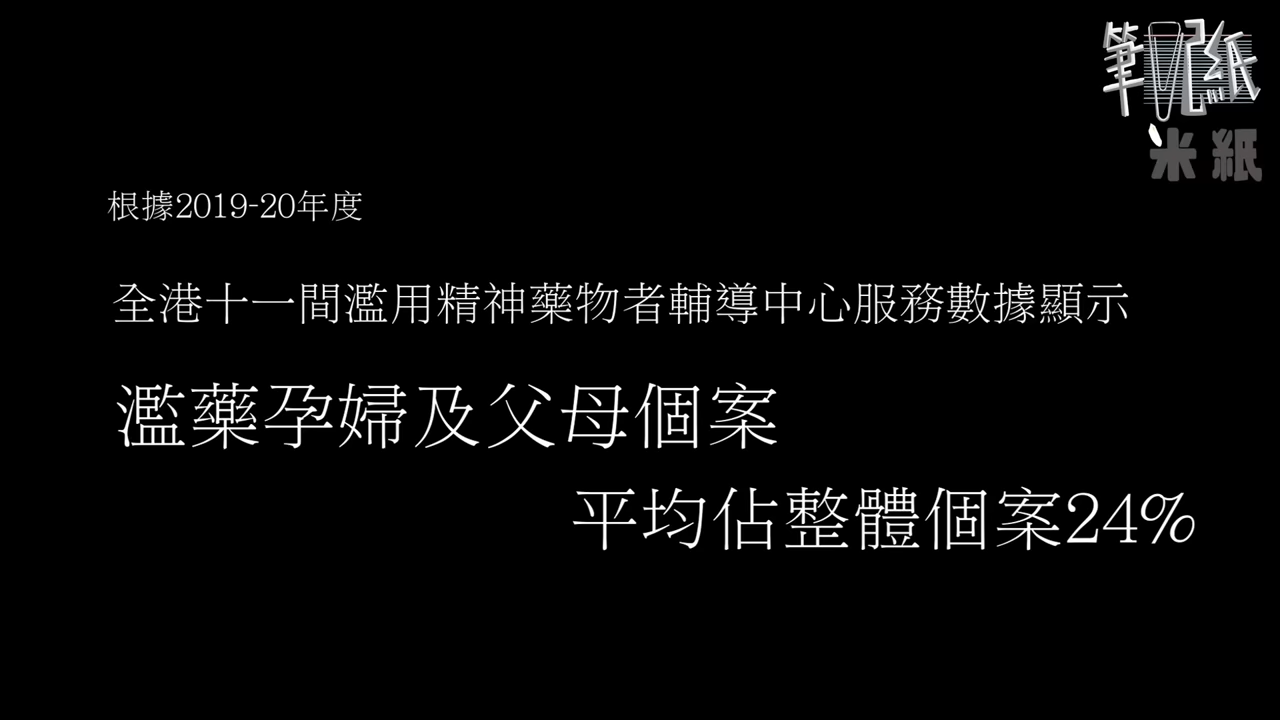 筆記紙
米紙
根據2019-20年度
全港十一間濫用精神藥物者輔導中心服務數據顯示
濫藥孕婦及父母個案
平均佔整體個案24%